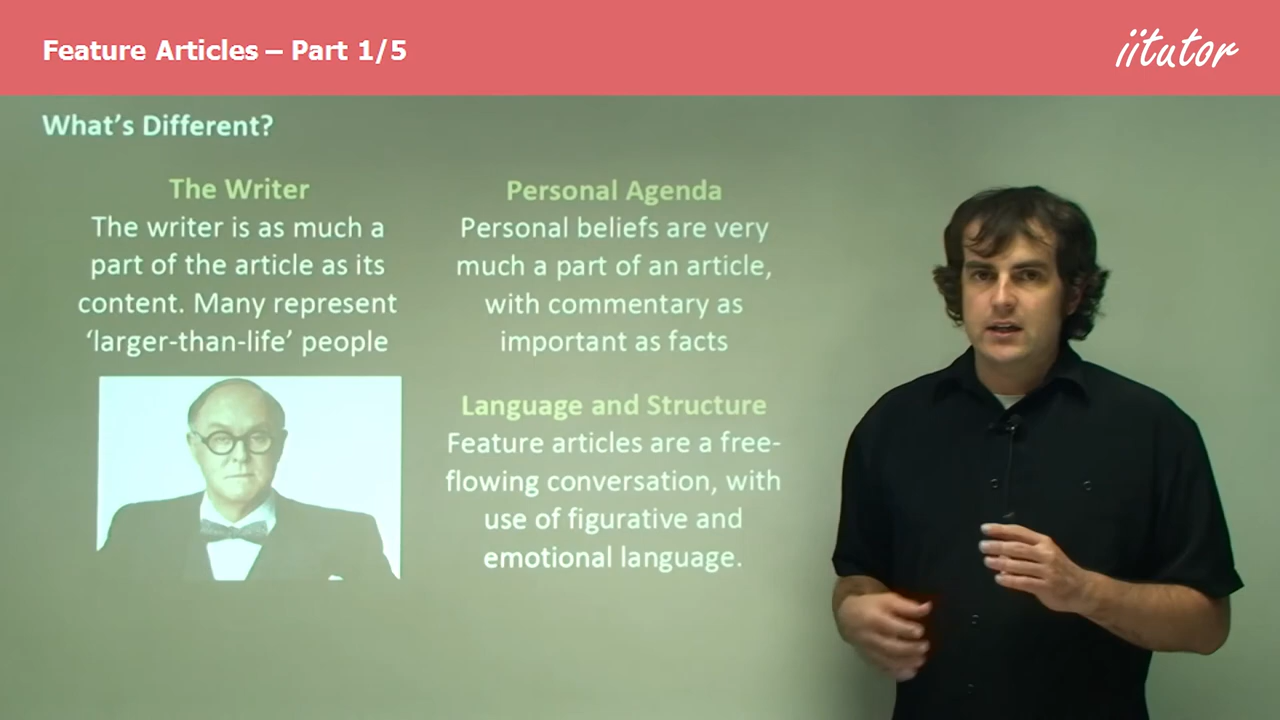 Feature Articles – Part 1/5
iitutor
What's Different?
The Writer
The writer is as much a
part of the article as its
content. Many represent
‘larger-than-life’ people
Personal Agenda
Personal beliefs are very
much a part of an article,
with commentary as
important as facts
Language and Structure
Feature articles are a free-
flowing conversation, with
use of figurative and
emotional language.